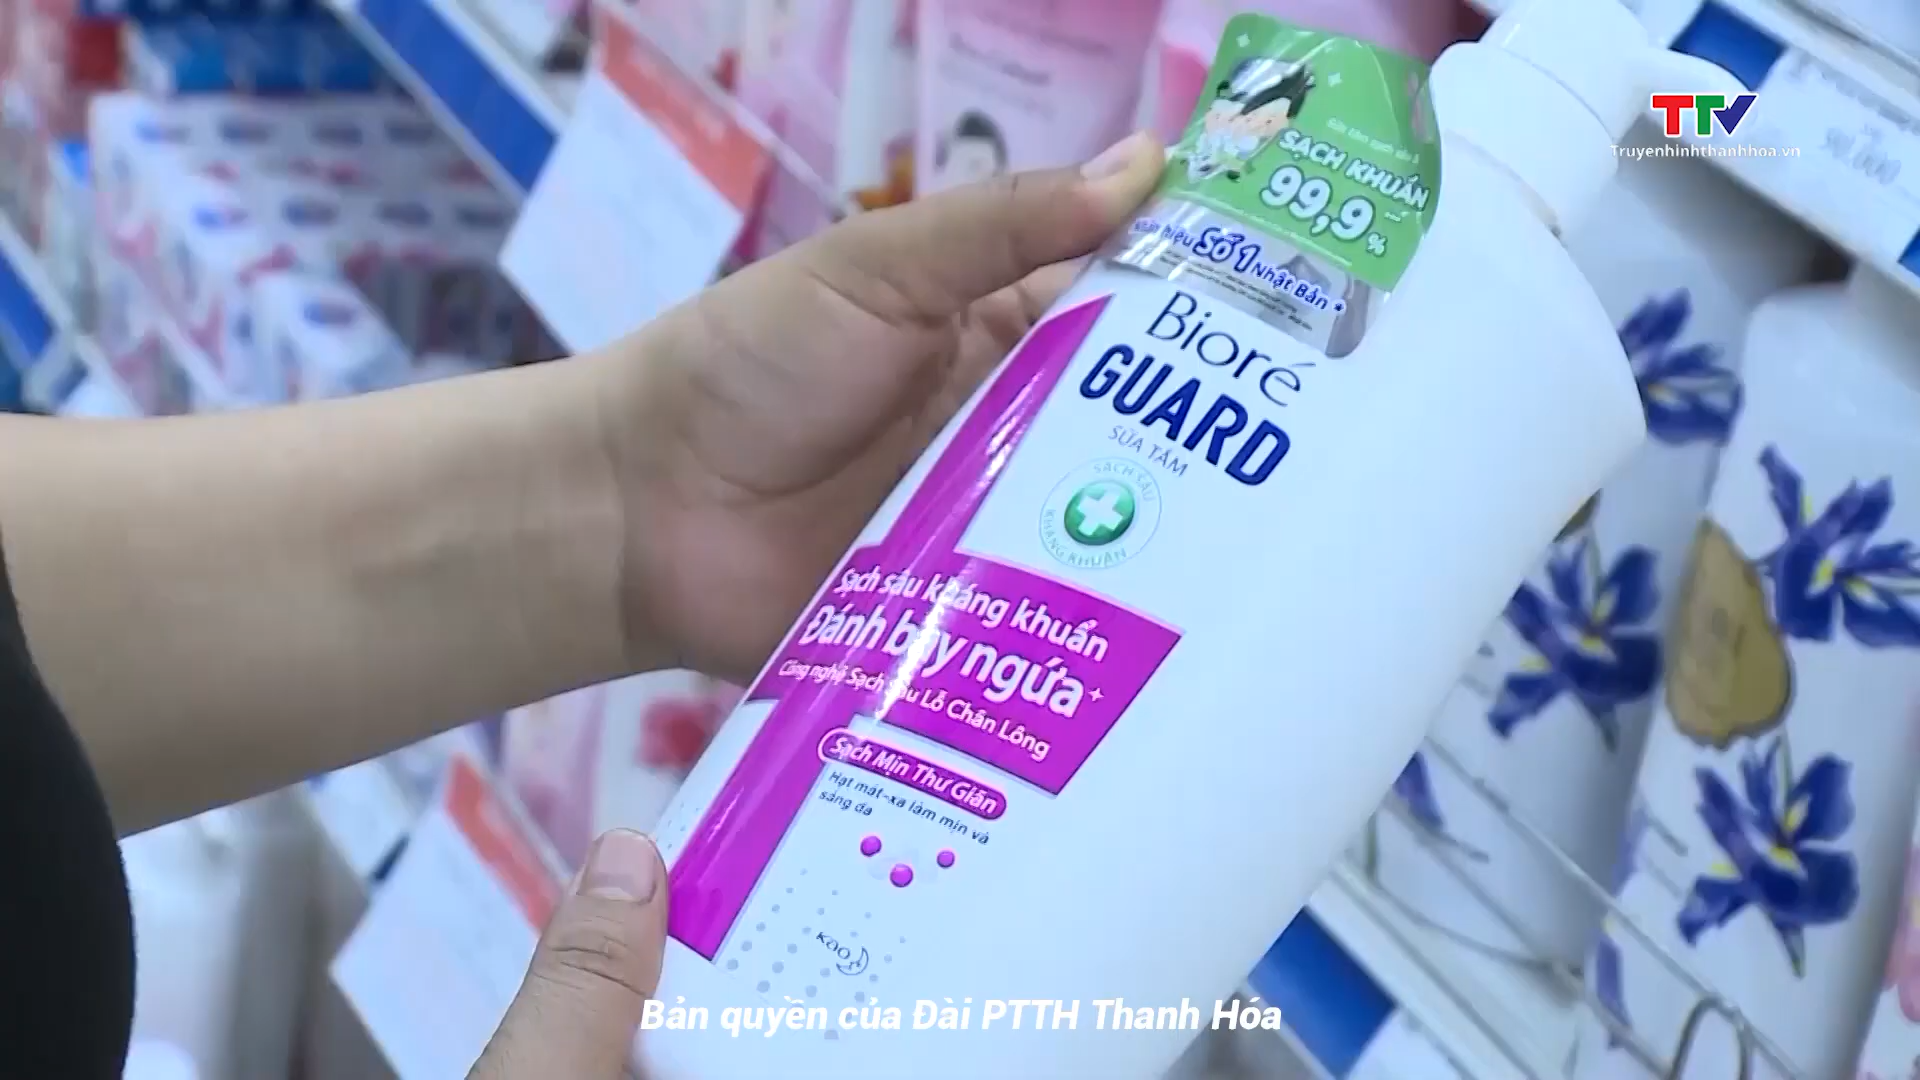 TTV
Truyenhinhthanhhoa.vn
SẠCH KHUẨN
99,9%
Số 1 Nhật Bản *
Bioré
GUARD
SỮA TẮM
SẠCH SÂU
KHÁNG KHUẨN
Sạch sâu kháng khuẩn
Đánh bay ngứa
Công nghệ Sạch Sâu Lỗ Chân Lông
Sạch Mịn Thư Giãn
Hạt mát-xa làm mịn và
sáng da
Kao
Bản quyền của Đài PTTH Thanh Hóa